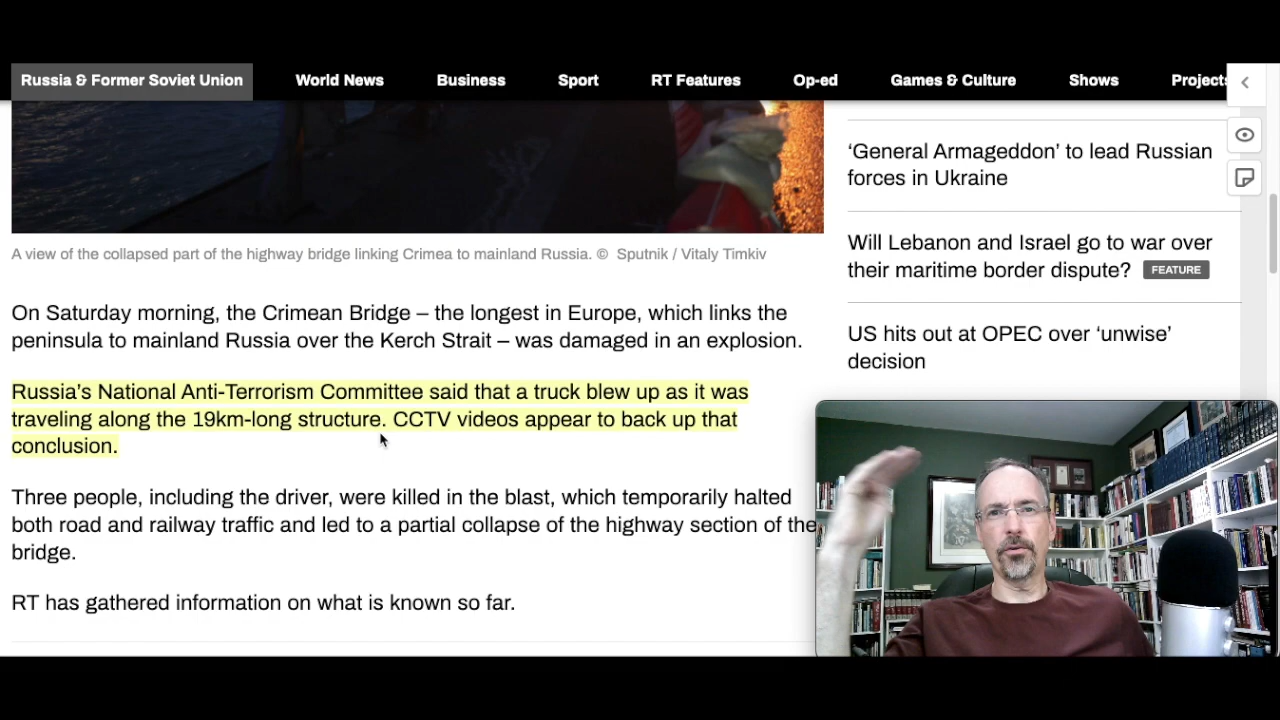 Russia & Former Soviet Union World News Business Sport RT Features Op-ed Games & Culture Shows Projects
A view of the collapsed part of the highway bridge linking Crimea to mainland Russia. © Sputnik / Vitaly Timkiv
On Saturday morning, the Crimean Bridge – the longest in Europe, which links the
peninsula to mainland Russia over the Kerch Strait – was damaged in an explosion.
Russia’s National Anti-Terrorism Committee said that a truck blew up as it was
traveling along the 19km-long structure. CCTV videos appear to back up that
conclusion.
Three people, including the driver, were killed in the blast, which temporarily halted
both road and railway traffic and led to a partial collapse of the highway section of the
bridge.
RT has gathered information on what is known so far.
‘General Armageddon’ to lead Russian
forces in Ukraine
Will Lebanon and Israel go to war over
their maritime border dispute? FEATURE
US hits out at OPEC over ‘unwise’
decision